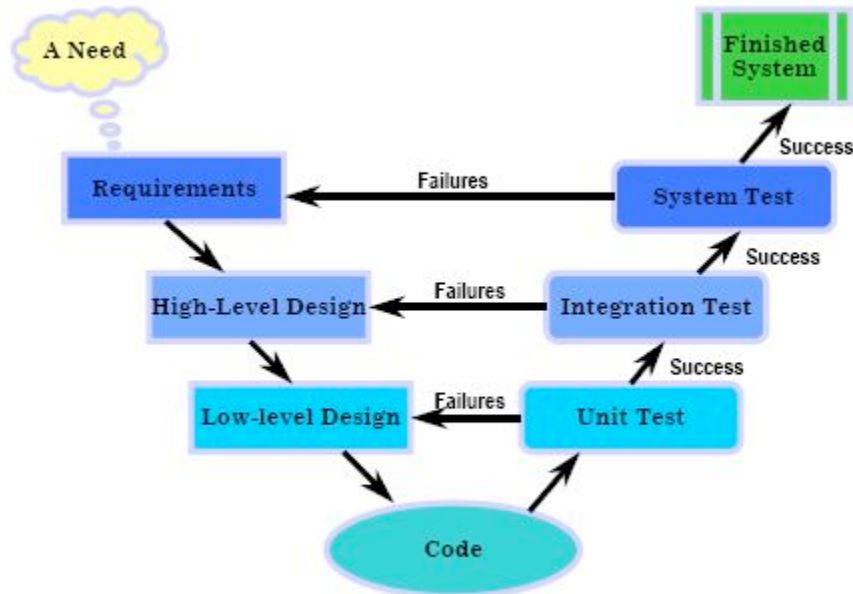 A Need
Finished
System
Success
Requirements
Failures
System Test
Success
High-Level Design
Failures
Integration Test
Success
Low-level Design
Failures
Unit Test
Code